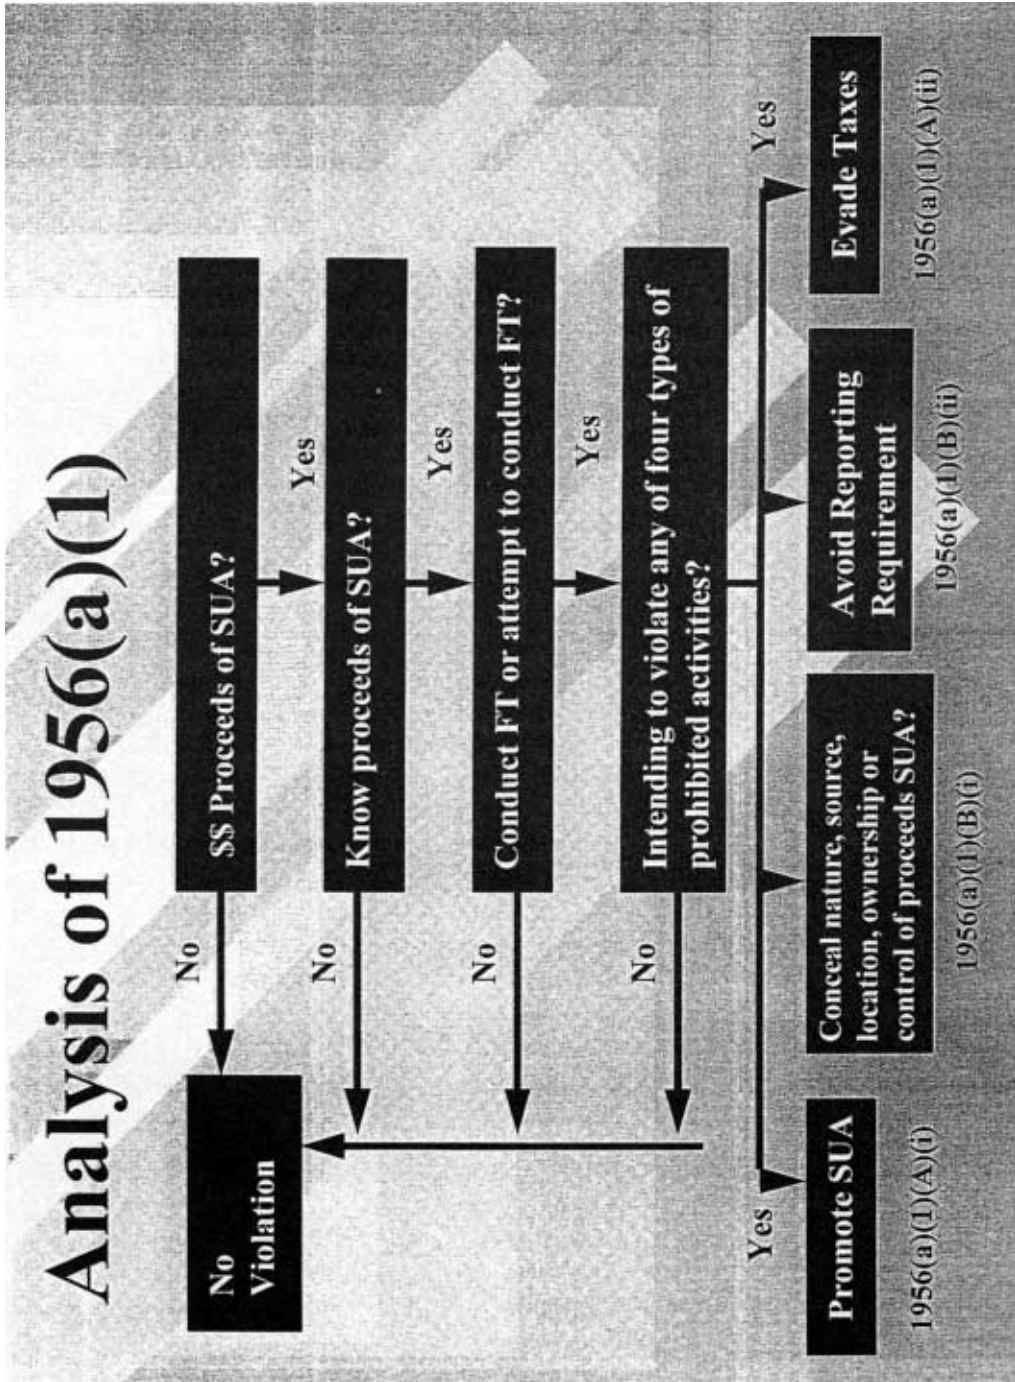 Analysis of 1956(a)(1)
No
Violation
No
$$ Proceeds of SUA?
Yes
No
Know proceeds of SUA?
Yes
No
Conduct FT or attempt to conduct FT?
Yes
No
Intending to violate any of four types of
prohibited activities?
Yes
Yes
Promote SUA
1956(a)(1)(A)(i)
Conceal nature, source,
location, ownership or
control of proceeds SUA?
1956(a)(1)(B)(i)
Avoid Reporting
Requirement
1956(a)(1)(B)(ii)
Evade Taxes
1956(a)(1)(A)(ii)